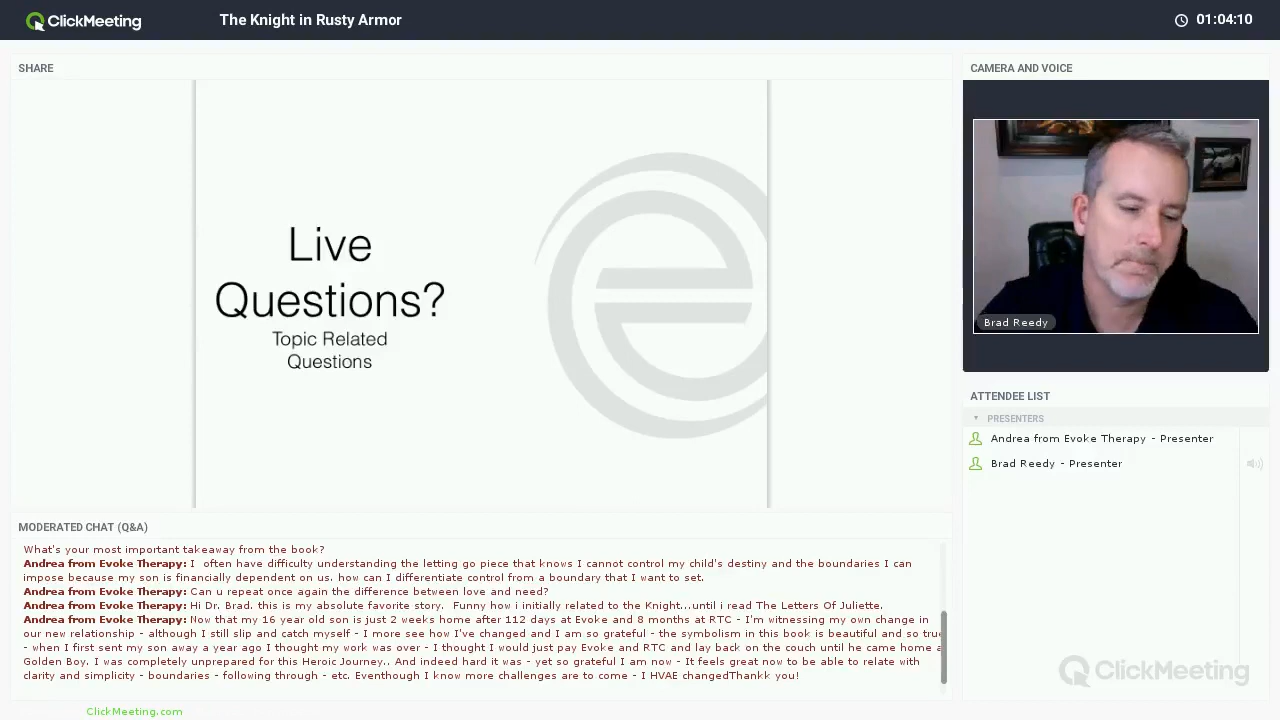 ClickMeeting
The Knight in Rusty Armor
01:04:10
SHARE
Live
Questions?
Topic Related
Questions
CAMERA AND VOICE
Brad Reedy
ATTENDEE LIST
PRESENTERS
Andrea from Evoke Therapy - Presenter
Brad Reedy - Presenter
MODERATED CHAT (Q&A)
What's your most important takeaway from the book?
Andrea from Evoke Therapy: I often have difficulty understanding the letting go piece that knows I cannot control my child's destiny and the boundaries I can
impose because my son is financially dependent on us. how can I differentiate control from a boundary that I want to set.
Andrea from Evoke Therapy: Can u repeat once again the difference between love and need?
Andrea from Evoke Therapy: Hi Dr. Brad. this is my absolute favorite story. Funny how i initially related to the Knight...until i read The Letters Of Juliette.
Andrea from Evoke Therapy: Now that my 16 year old son is just 2 weeks home after 112 days at Evoke and 8 months at RTC - I'm witnessing my own change in
our new relationship - although I still slip and catch myself - I more see how I've changed and I am so grateful - the symbolism in this book is beautiful and so true
- when I first sent my son away a year ago I thought my work was over - I thought I would just pay Evoke and RTC and lay back on the couch until he came home a
Golden Boy. I was completely unprepared for this Heroic Journey.. And indeed hard it was - yet so grateful I am now - It feels great now to be able to relate with
clarity and simplicity - boundaries - following through - etc. Eventhough I know more challenges are to come - I HVAE changedThankk you!
ClickMeeting
ClickMeeting.com